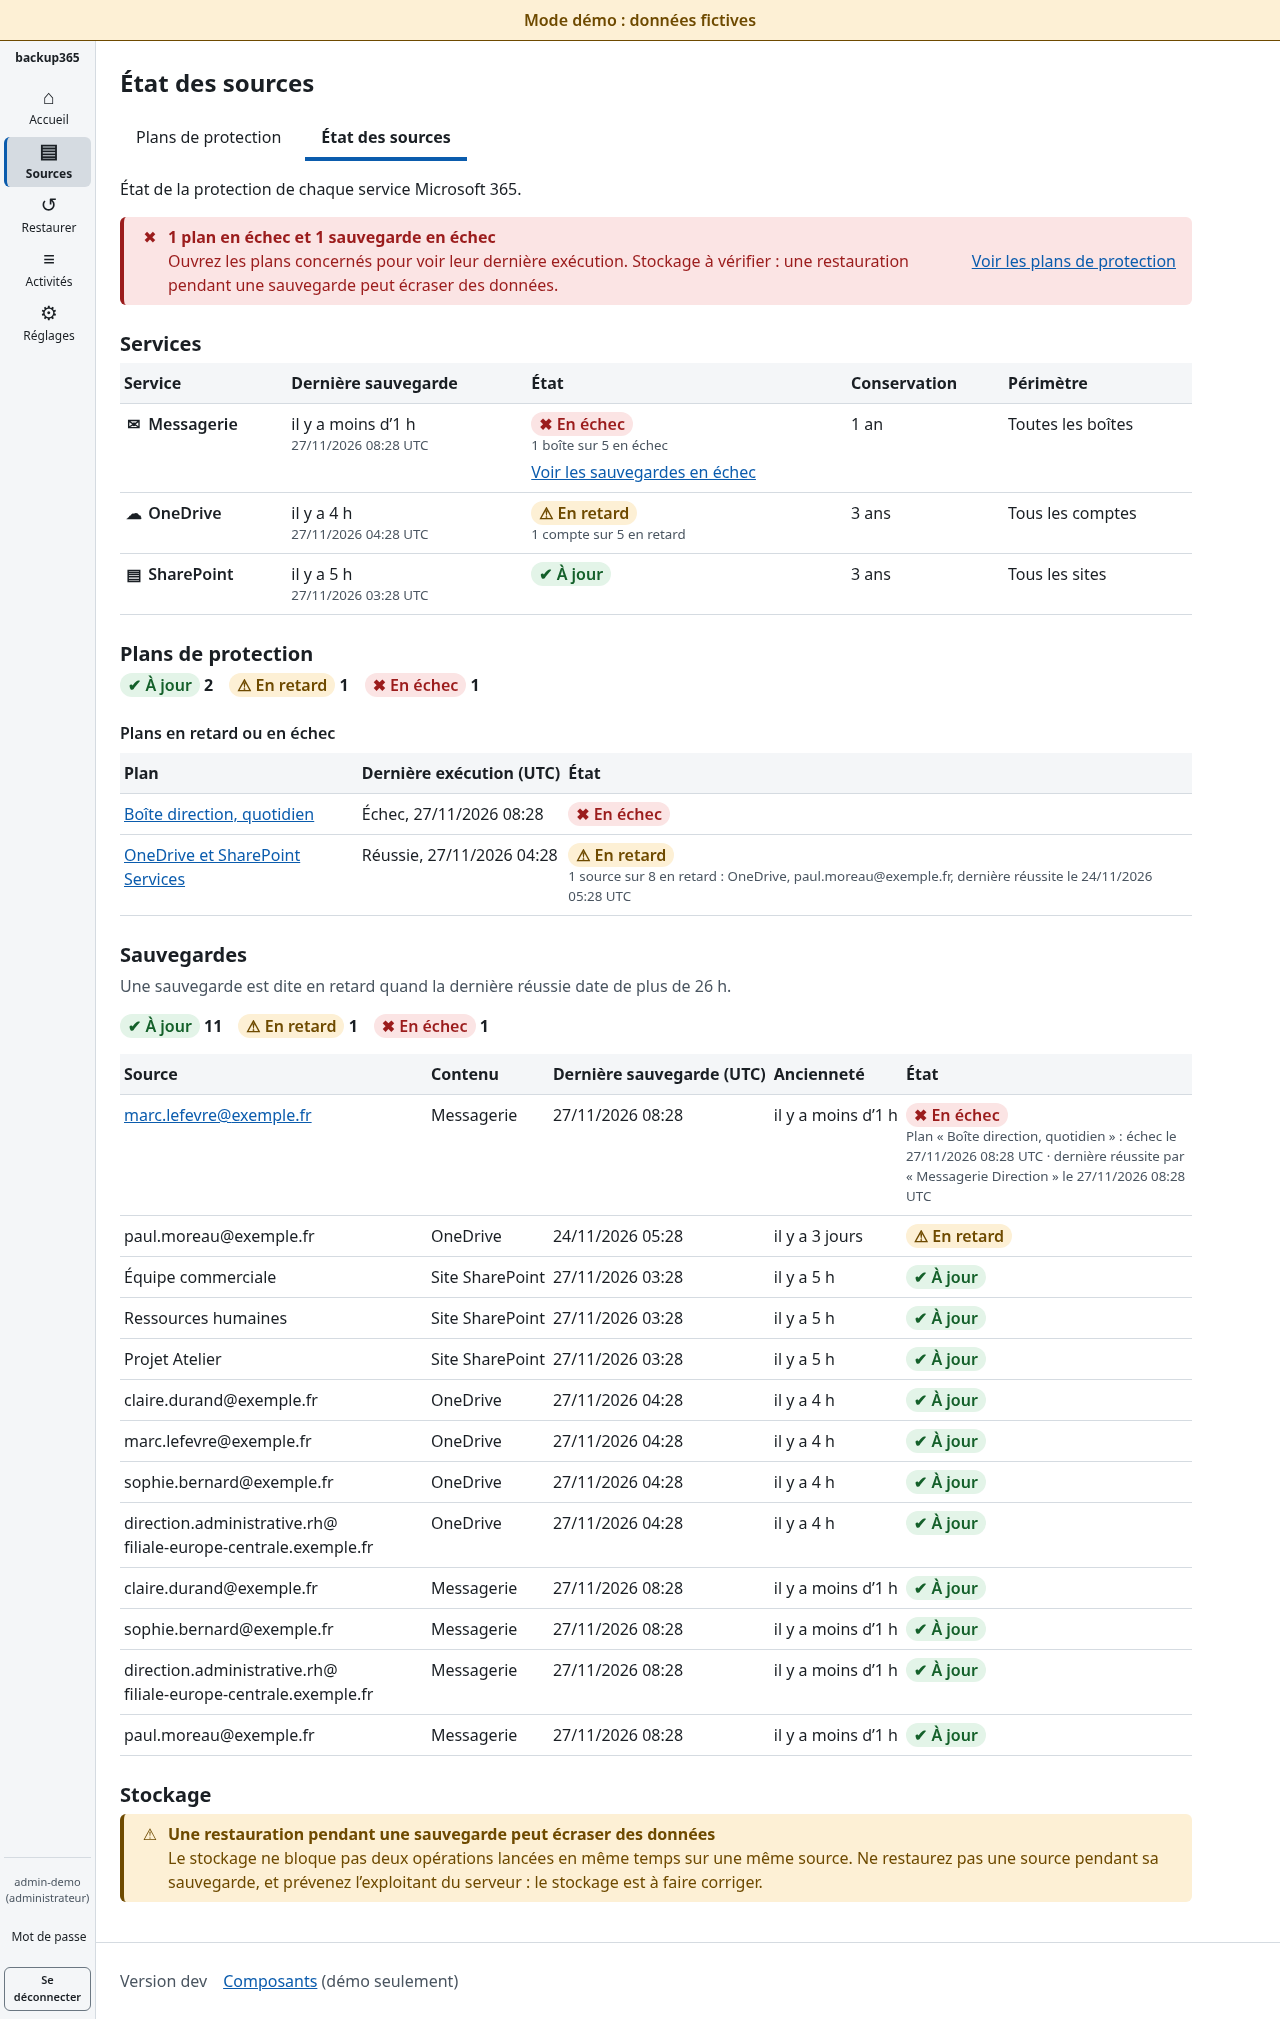 Mode démo : données fictives
backup365
Accueil
Sources
Restaurer
Activités
Réglages
admin-demo
(administrateur)
Mot de passe
Se
déconnecter
État des sources
Plans de protection État des sources
État de la protection de chaque service Microsoft 365.
✖ 1 plan en échec et 1 sauvegarde en échec
Ouvrez les plans concernés pour voir leur dernière exécution. Stockage à vérifier : une restauration
pendant une sauvegarde peut écraser des données.
Voir les plans de protection
Services
Service Dernière sauvegarde État Conservation Périmètre
✉ Messagerie il y a moins d’1 h ✖ En échec 1 an Toutes les boîtes
27/11/2026 08:28 UTC 1 boîte sur 5 en échec
Voir les sauvegardes en échec
☁ OneDrive il y a 4 h ⚠ En retard 3 ans Tous les comptes
27/11/2026 04:28 UTC 1 compte sur 5 en retard
▤ SharePoint il y a 5 h ✔ À jour 3 ans Tous les sites
27/11/2026 03:28 UTC
Plans de protection
✔ À jour 2 ⚠ En retard 1 ✖ En échec 1
Plans en retard ou en échec
Plan Dernière exécution (UTC) État
Boîte direction, quotidien Échec, 27/11/2026 08:28 ✖ En échec
OneDrive et SharePoint Réussie, 27/11/2026 04:28 ⚠ En retard
Services 1 source sur 8 en retard : OneDrive, paul.moreau@exemple.fr, dernière réussite le 24/11/2026
05:28 UTC
Sauvegardes
Une sauvegarde est dite en retard quand la dernière réussie date de plus de 26 h.
✔ À jour 11 ⚠ En retard 1 ✖ En échec 1
Source Contenu Dernière sauvegarde (UTC) Ancienneté État
marc.lefevre@exemple.fr Messagerie 27/11/2026 08:28 il y a moins d’1 h ✖ En échec
Plan « Boîte direction, quotidien » : échec le
27/11/2026 08:28 UTC · dernière réussite par
« Messagerie Direction » le 27/11/2026 08:28
UTC
paul.moreau@exemple.fr OneDrive 24/11/2026 05:28 il y a 3 jours ⚠ En retard
Équipe commerciale Site SharePoint 27/11/2026 03:28 il y a 5 h ✔ À jour
Ressources humaines Site SharePoint 27/11/2026 03:28 il y a 5 h ✔ À jour
Projet Atelier Site SharePoint 27/11/2026 03:28 il y a 5 h ✔ À jour
claire.durand@exemple.fr OneDrive 27/11/2026 04:28 il y a 4 h ✔ À jour
marc.lefevre@exemple.fr OneDrive 27/11/2026 04:28 il y a 4 h ✔ À jour
sophie.bernard@exemple.fr OneDrive 27/11/2026 04:28 il y a 4 h ✔ À jour
direction.administrative.rh@ OneDrive 27/11/2026 04:28 il y a 4 h ✔ À jour
filiale-europe-centrale.exemple.fr
claire.durand@exemple.fr Messagerie 27/11/2026 08:28 il y a moins d’1 h ✔ À jour
sophie.bernard@exemple.fr Messagerie 27/11/2026 08:28 il y a moins d’1 h ✔ À jour
direction.administrative.rh@ Messagerie 27/11/2026 08:28 il y a moins d’1 h ✔ À jour
filiale-europe-centrale.exemple.fr
paul.moreau@exemple.fr Messagerie 27/11/2026 08:28 il y a moins d’1 h ✔ À jour
Stockage
⚠ Une restauration pendant une sauvegarde peut écraser des données
Le stockage ne bloque pas deux opérations lancées en même temps sur une même source. Ne restaurez pas une source pendant sa
sauvegarde, et prévenez l’exploitant du serveur : le stockage est à faire corriger.
Version dev Composants (démo seulement)